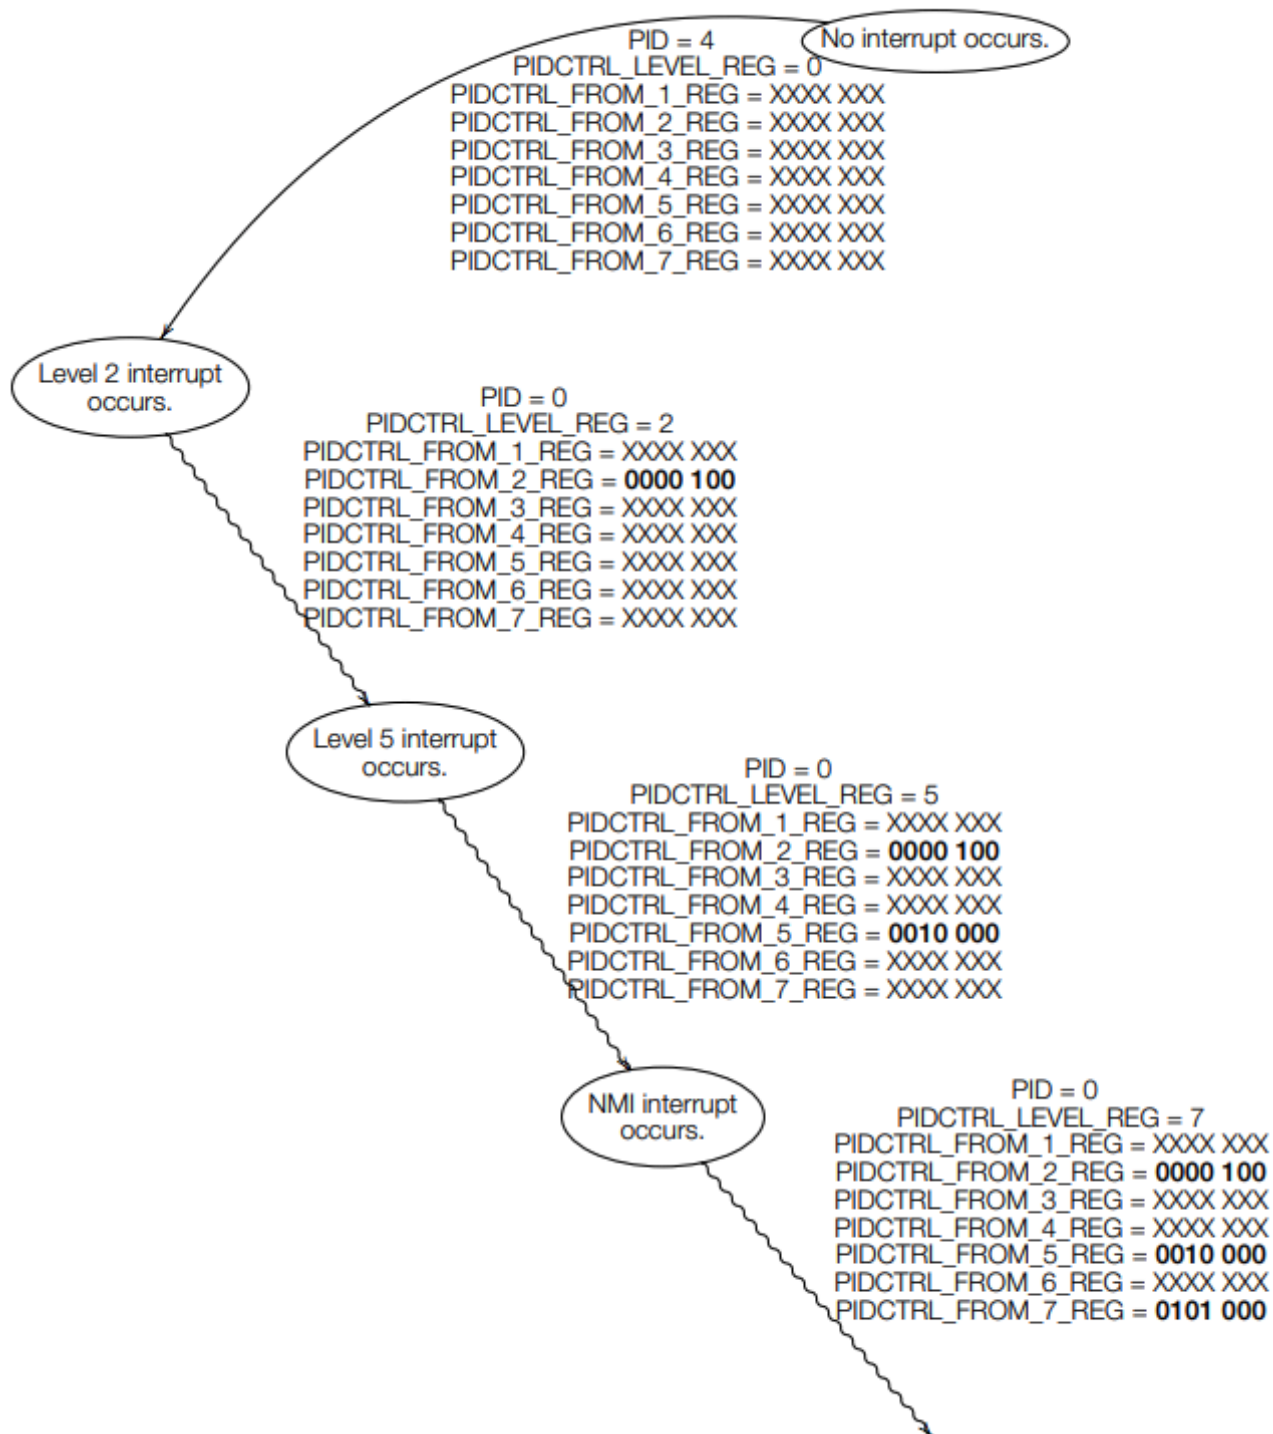 No interrupt occurs.
PID = 4
PIDCTRL_LEVEL_REG = 0
PIDCTRL_FROM_1_REG = XXXX XXX
PIDCTRL_FROM_2_REG = XXXX XXX
PIDCTRL_FROM_3_REG = XXXX XXX
PIDCTRL_FROM_4_REG = XXXX XXX
PIDCTRL_FROM_5_REG = XXXX XXX
PIDCTRL_FROM_6_REG = XXXX XXX
PIDCTRL_FROM_7_REG = XXXX XXX
Level 2 interrupt
occurs.
PID = 0
PIDCTRL_LEVEL_REG = 2
PIDCTRL_FROM_1_REG = XXXX XXX
PIDCTRL_FROM_2_REG = 0000 100
PIDCTRL_FROM_3_REG = XXXX XXX
PIDCTRL_FROM_4_REG = XXXX XXX
PIDCTRL_FROM_5_REG = XXXX XXX
PIDCTRL_FROM_6_REG = XXXX XXX
PIDCTRL_FROM_7_REG = XXXX XXX
Level 5 interrupt
occurs.
PID = 0
PIDCTRL_LEVEL_REG = 5
PIDCTRL_FROM_1_REG = XXXX XXX
PIDCTRL_FROM_2_REG = 0000 100
PIDCTRL_FROM_3_REG = XXXX XXX
PIDCTRL_FROM_4_REG = XXXX XXX
PIDCTRL_FROM_5_REG = 0010 000
PIDCTRL_FROM_6_REG = XXXX XXX
PIDCTRL_FROM_7_REG = XXXX XXX
NMI interrupt
occurs.
PID = 0
PIDCTRL_LEVEL_REG = 7
PIDCTRL_FROM_1_REG = XXXX XXX
PIDCTRL_FROM_2_REG = 0000 100
PIDCTRL_FROM_3_REG = XXXX XXX
PIDCTRL_FROM_4_REG = XXXX XXX
PIDCTRL_FROM_5_REG = 0010 000
PIDCTRL_FROM_6_REG = XXXX XXX
PIDCTRL_FROM_7_REG = 0101 000